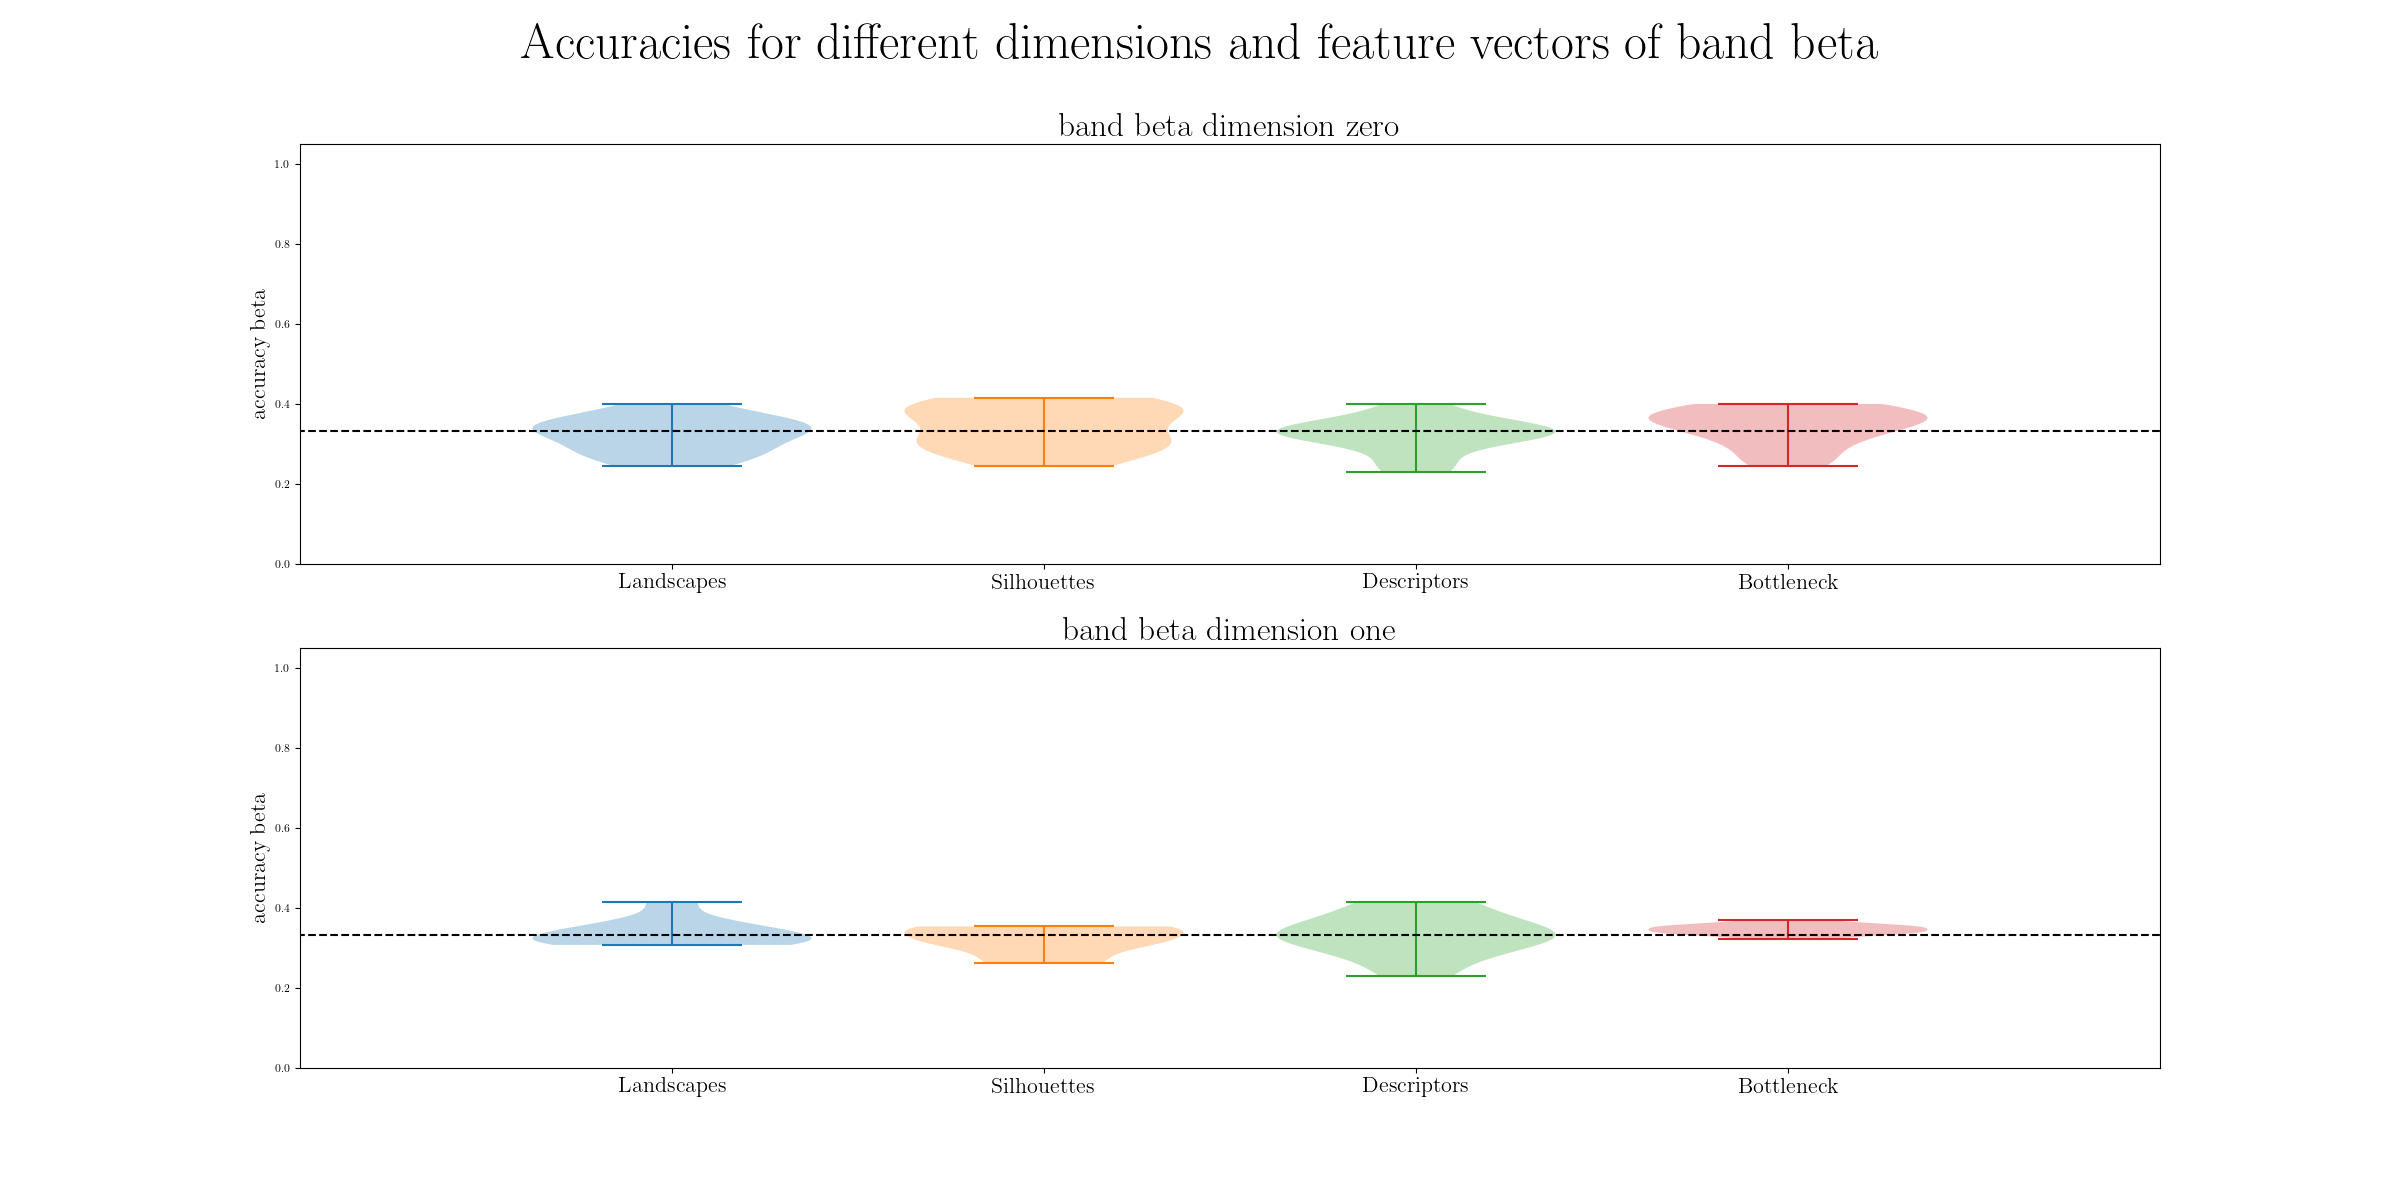 Accuracies for different dimensions and feature vectors of band beta
band beta dimension zero
accuracy beta
1.0
0.8
0.6
0.4
0.2
0.0
Landscapes Silhouettes Descriptors Bottleneck
band beta dimension one
accuracy beta
1.0
0.8
0.6
0.4
0.2
0.0
Landscapes Silhouettes Descriptors Bottleneck